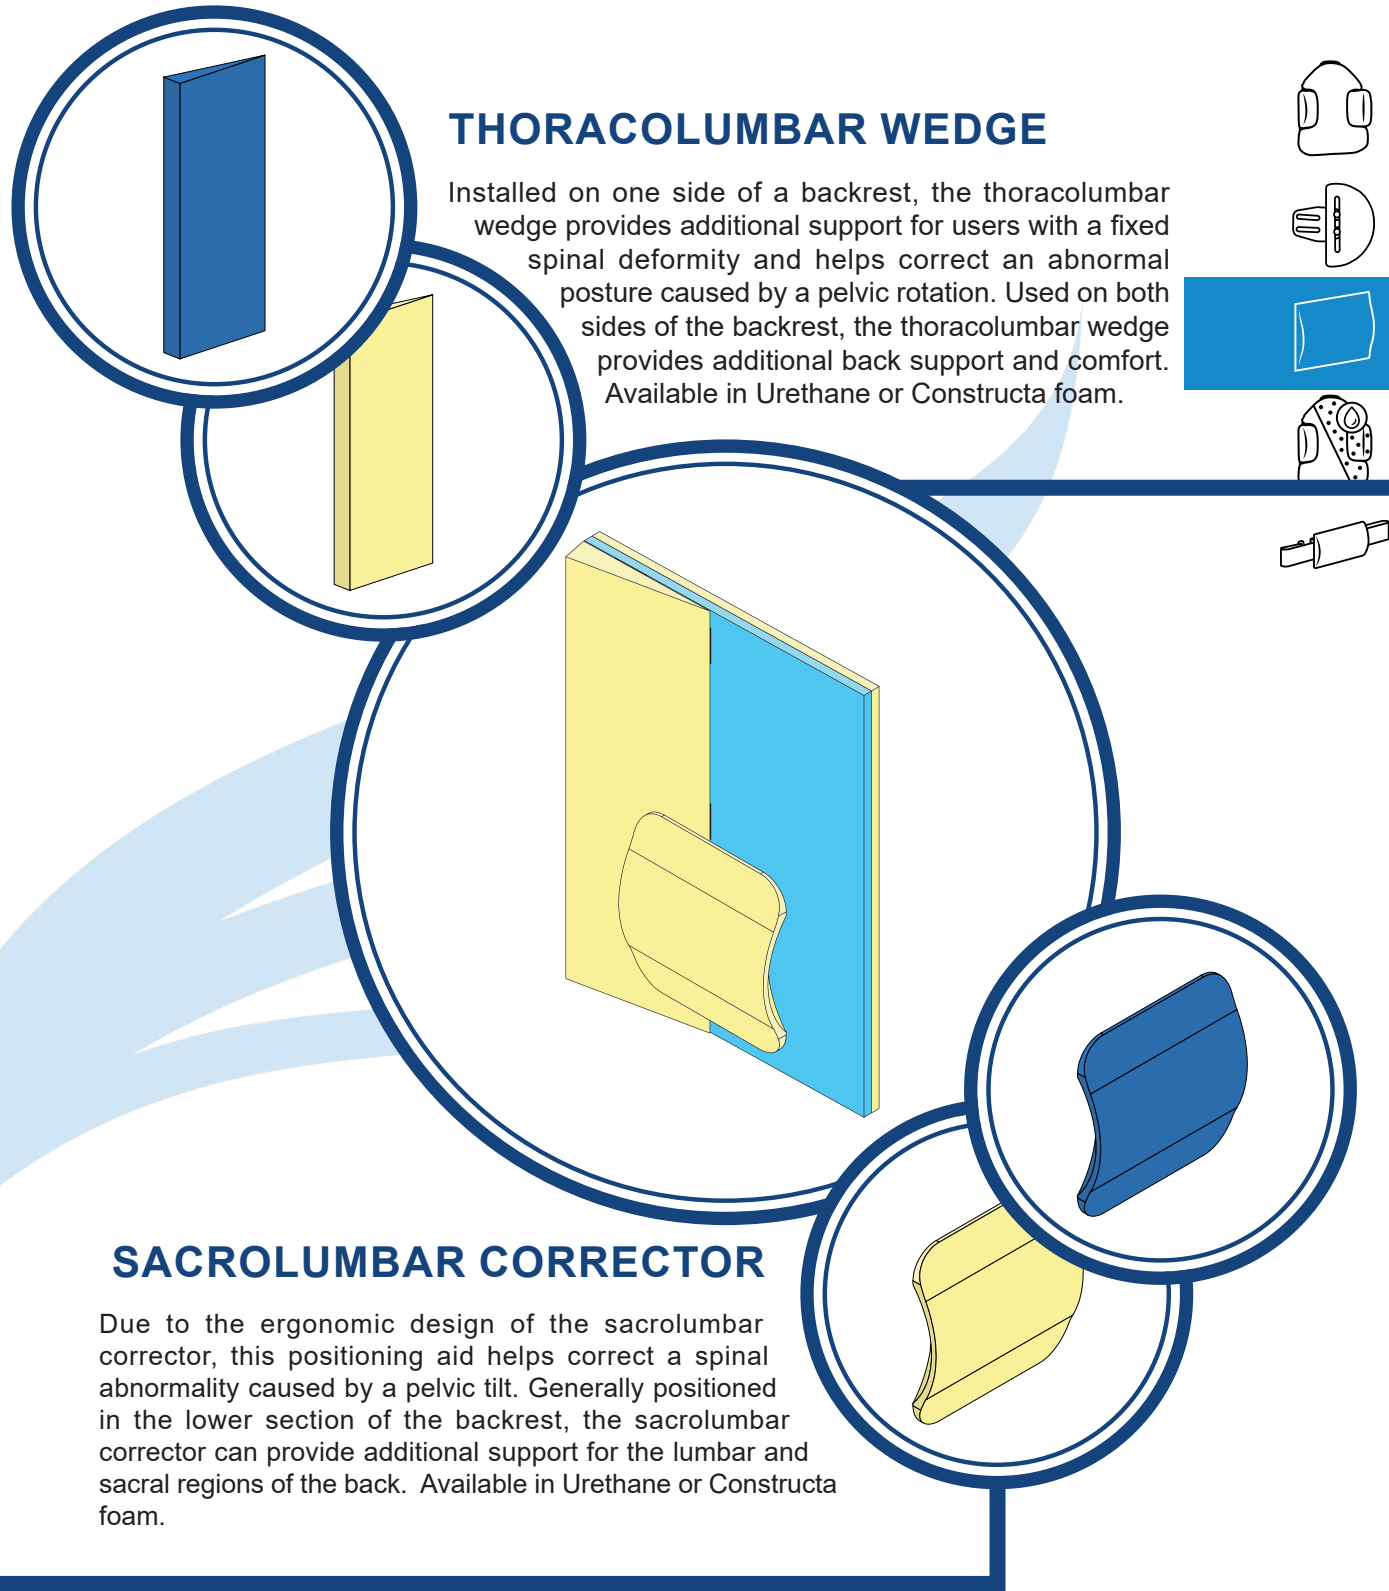 THORACOLUMBAR WEDGE
Installed on one side of a backrest, the thoracolumbar
wedge provides additional support for users with a fixed
spinal deformity and helps correct an abnormal
posture caused by a pelvic rotation. Used on both
sides of the backrest, the thoracolumbar wedge
provides additional back support and comfort.
Available in Urethane or Constructa foam.
SACROLUMBAR CORRECTOR
Due to the ergonomic design of the sacrolumbar
corrector, this positioning aid helps correct a spinal
abnormality caused by a pelvic tilt. Generally positioned
in the lower section of the backrest, the sacrolumbar
corrector can provide additional support for the lumbar and
sacral regions of the back.  Available in Urethane or Constructa
foam.